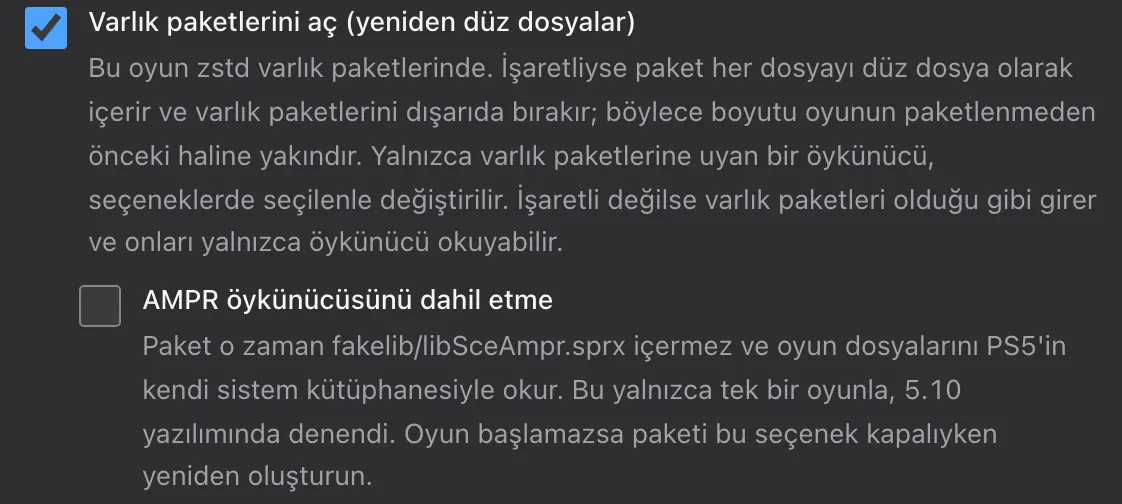 Varlık paketlerini aç (yeniden düz dosyalar)
Bu oyun zstd varlık paketlerinde. İşaretliyse paket her dosyayı düz dosya olarak
içerir ve varlık paketlerini dışarıda bırakır; böylece boyutu oyunun paketlenmeden
önceki haline yakındır. Yalnızca varlık paketlerine uyan bir öykünücü,
seçeneklerde seçilenle değiştirilir. İşaretli değilse varlık paketleri olduğu gibi girer
ve onları yalnızca öykünücü okuyabilir.
AMPR öykünücüsünü dahil etme
Paket o zaman fakelib/libSceAmpr.sprx içermez ve oyun dosyalarını PS5'in
kendi sistem kütüphanesiyle okur. Bu yalnızca tek bir oyunla, 5.10
yazılımında denendi. Oyun başlamazsa paketi bu seçenek kapalıyken
yeniden oluşturun.